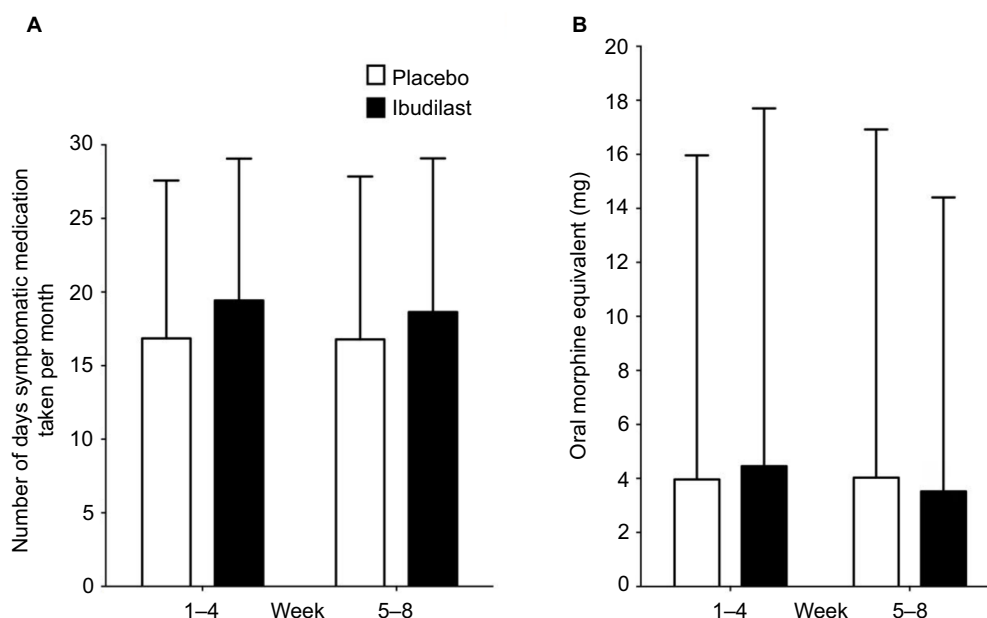 A
Placebo
Ibudilast
Number of days symptomatic medication
taken per month
30
25
20
15
10
5
0
1–4 Week 5–8
B
Oral morphine equivalent (mg)
20
18
16
14
12
10
8
6
4
2
0
1–4 Week 5–8